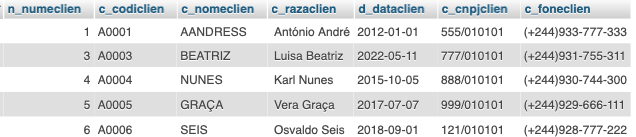 n_numeclien c_codiclien c_nomeclien c_razaclien d_dataclien c_cnpjclien c_foneclien
1 A0001 AANDRESS António André 2012-01-01 555/010101 (+244)933-777-333
3 A0003 BEATRIZ Luisa Beatriz 2022-05-11 777/010101 (+244)931-755-311
4 A0004 NUNES Karl Nunes 2015-10-05 888/010101 (+244)930-744-300
5 A0005 GRAÇA Vera Graça 2017-07-07 999/010101 (+244)929-666-111
6 A0006 SEIS Osvaldo Seis 2018-09-01 121/010101 (+244)928-777-222